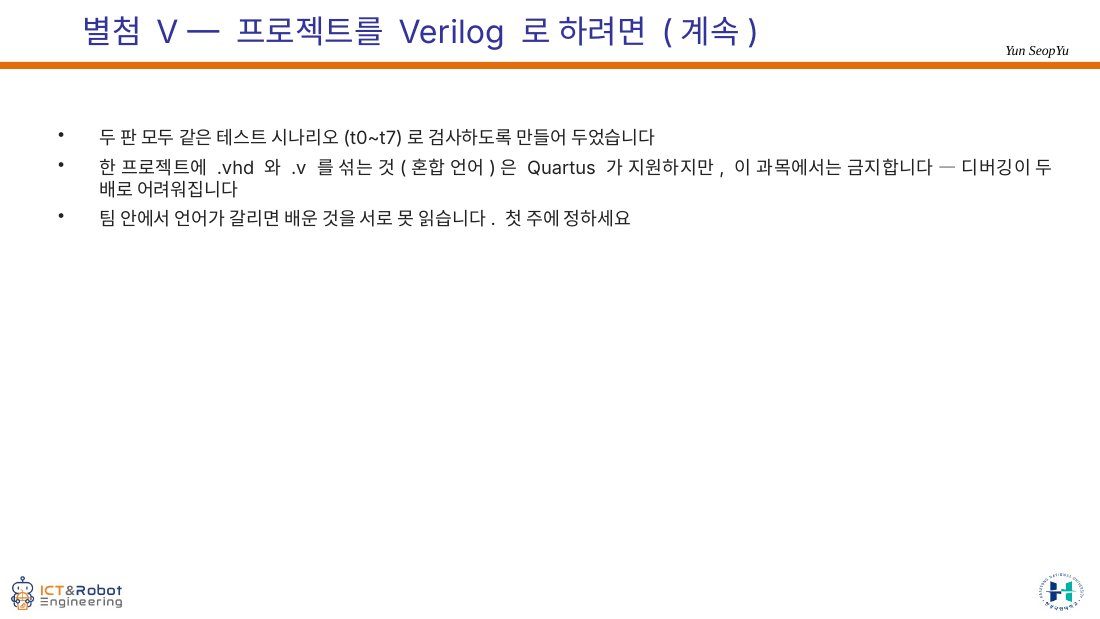 별첨 V — 프로젝트를 Verilog 로 하려면 ( 계속 )
Yun SeopYu
• 두 판 모두 같은 테스트 시나리오 (t0~t7) 로 검사하도록 만들어 두었습니다
• 한 프로젝트에 .vhd 와 .v 를 섞는 것 ( 혼합 언어 ) 은 Quartus 가 지원하지만 , 이 과목에서는 금지합니다 — 디버깅이 두
배로 어려워집니다
• 팀 안에서 언어가 갈리면 배운 것을 서로 못 읽습니다 . 첫 주에 정하세요
ICT&Robot
Engineering